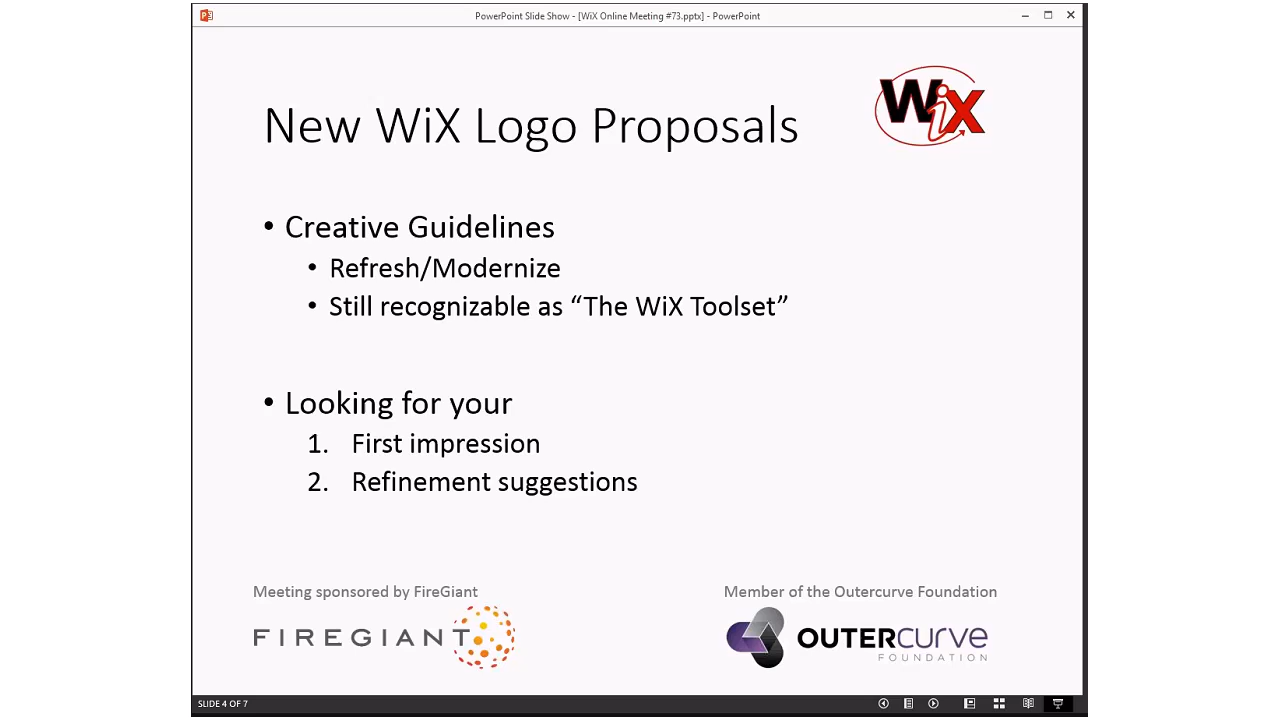 PowerPoint Slide Show - [WiX Online Meeting #73.pptx] - PowerPoint
WiX
New WiX Logo Proposals
• Creative Guidelines
• Refresh/Modernize
• Still recognizable as “The WiX Toolset”
• Looking for your
1. First impression
2. Refinement suggestions
Meeting sponsored by FireGiant
Member of the Outercurve Foundation
FIREGIANT
OUTERCURVE
FOUNDATION
SLIDE 4 OF 7